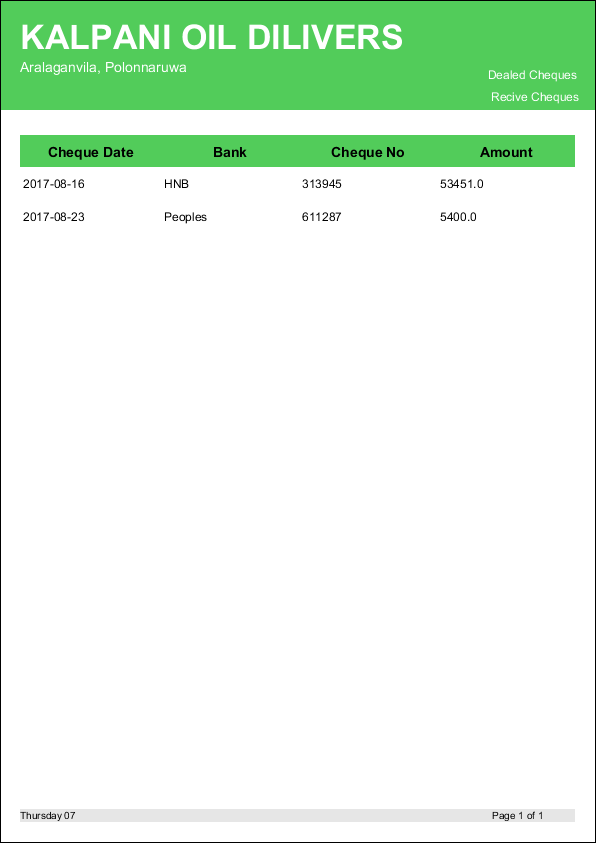 KALPANI OIL DILIVERS
Aralaganvila, Polonnaruwa
Dealed Cheques
Recive Cheques
Cheque Date Bank Cheque No Amount
2017-08-16 HNB 313945 53451.0
2017-08-23 Peoples 611287 5400.0
Thursday 07 Page 1 of 1